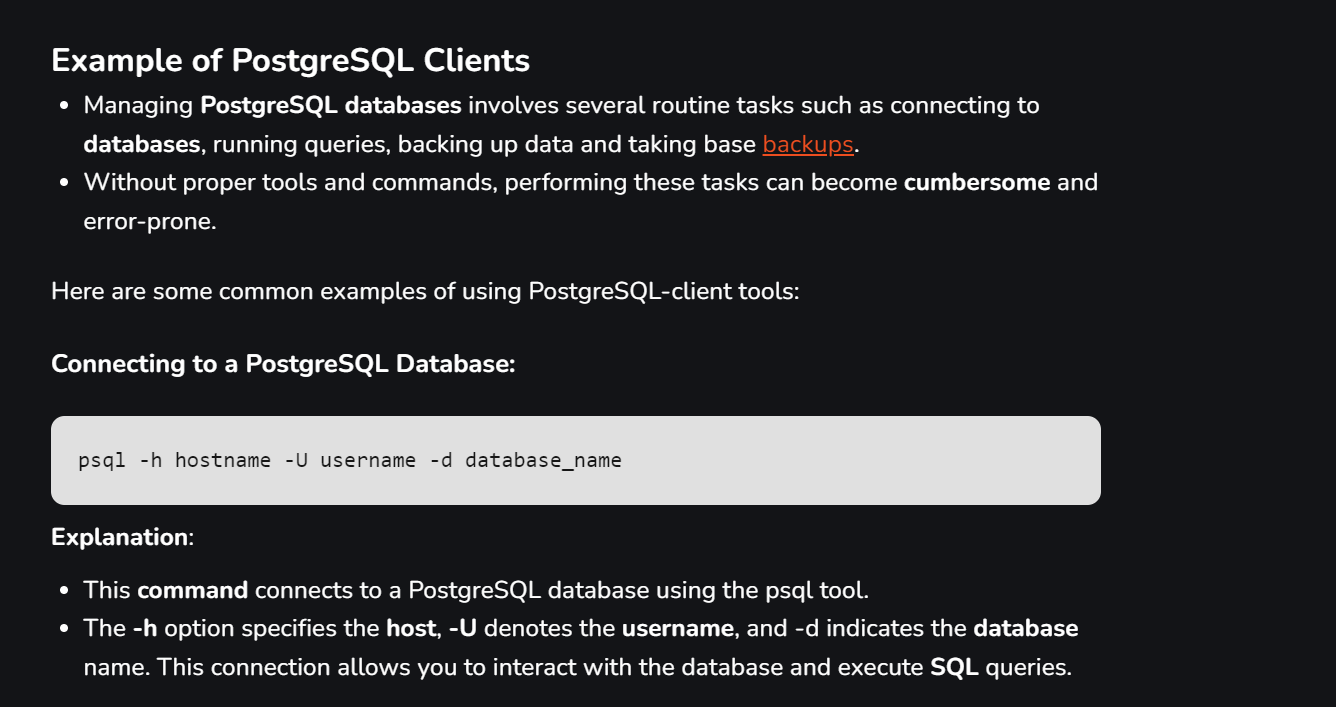 Example of PostgreSQL Clients
• Managing PostgreSQL databases involves several routine tasks such as connecting to
databases, running queries, backing up data and taking base backups.
• Without proper tools and commands, performing these tasks can become cumbersome and
error-prone.
Here are some common examples of using PostgreSQL-client tools:
Connecting to a PostgreSQL Database:
psql -h hostname -U username -d database_name
Explanation:
• This command connects to a PostgreSQL database using the psql tool.
• The -h option specifies the host, -U denotes the username, and -d indicates the database
name. This connection allows you to interact with the database and execute SQL queries.